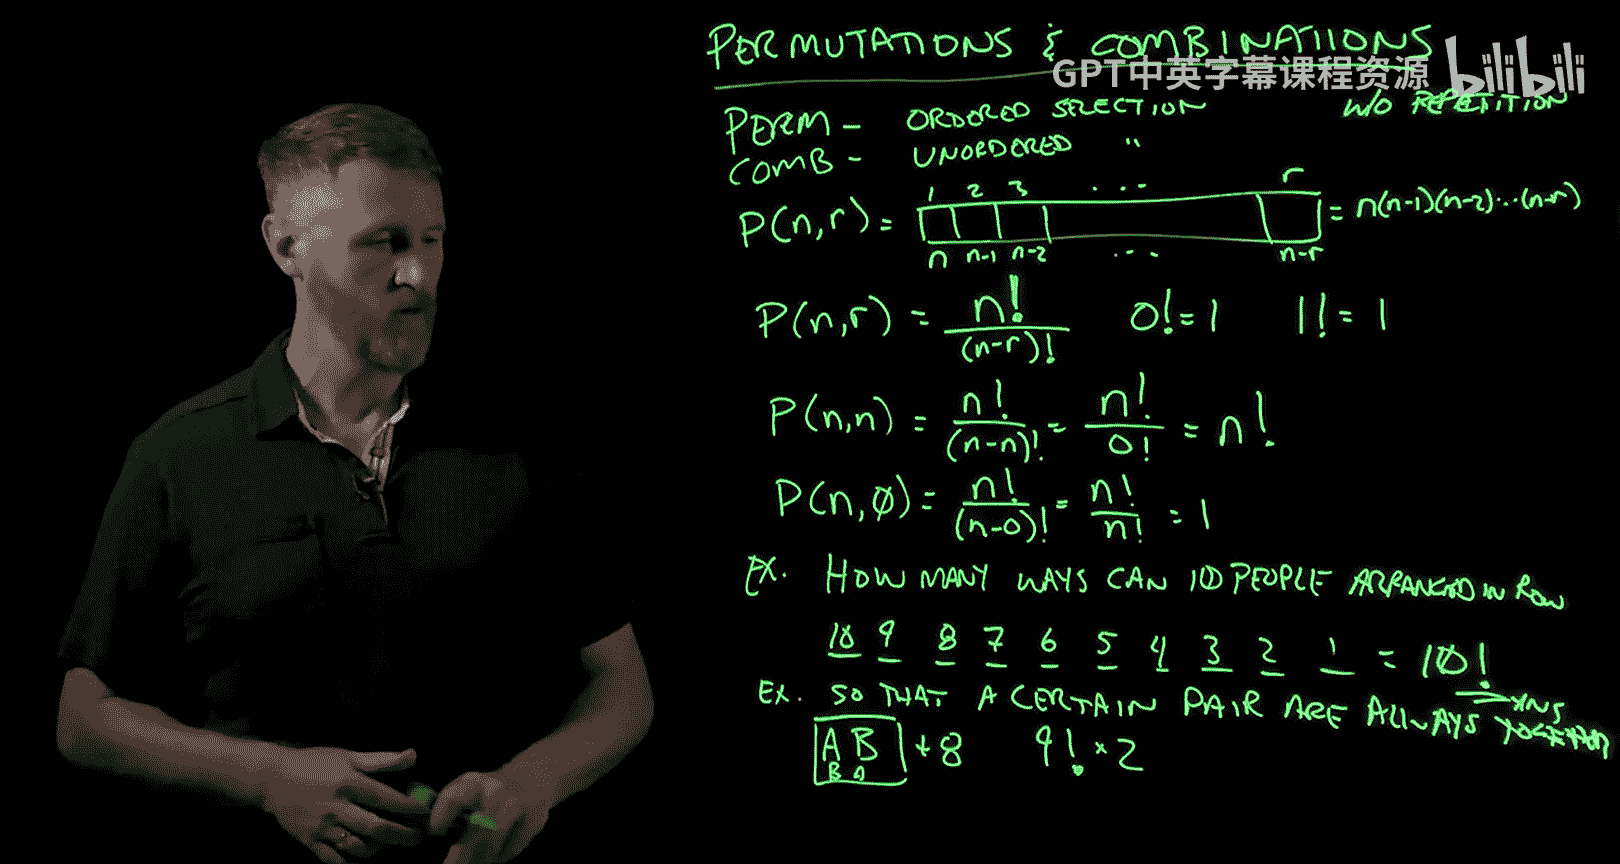 PERMUTATIONS & COMBINATIONS
GPT中英字幕课程资源 bilibili
PERM - ORDERED SELECTION W/O REPETITION
COMB - UNORDERED "
1 2 3 ... r
P(n,r) = = n(n-1)(n-2)...(n-r)
n n-1 n-2 ... n-r
P(n,r) = n!/(n-r)! 0! = 1 1! = 1
P(n,n) = n!/(n-n)! = n!/0! = n!
P(n,0) = n!/(n-0)! = n!/n! = 1
EX. HOW MANY WAYS CAN 10 PEOPLE ARRANGED IN ROW
10 9 8 7 6 5 4 3 2 1 = 10!
EX. SO THAT A CERTAIN PAIR ARE ALWAYS TOGETHER
AB + 8 9! × 2
B A